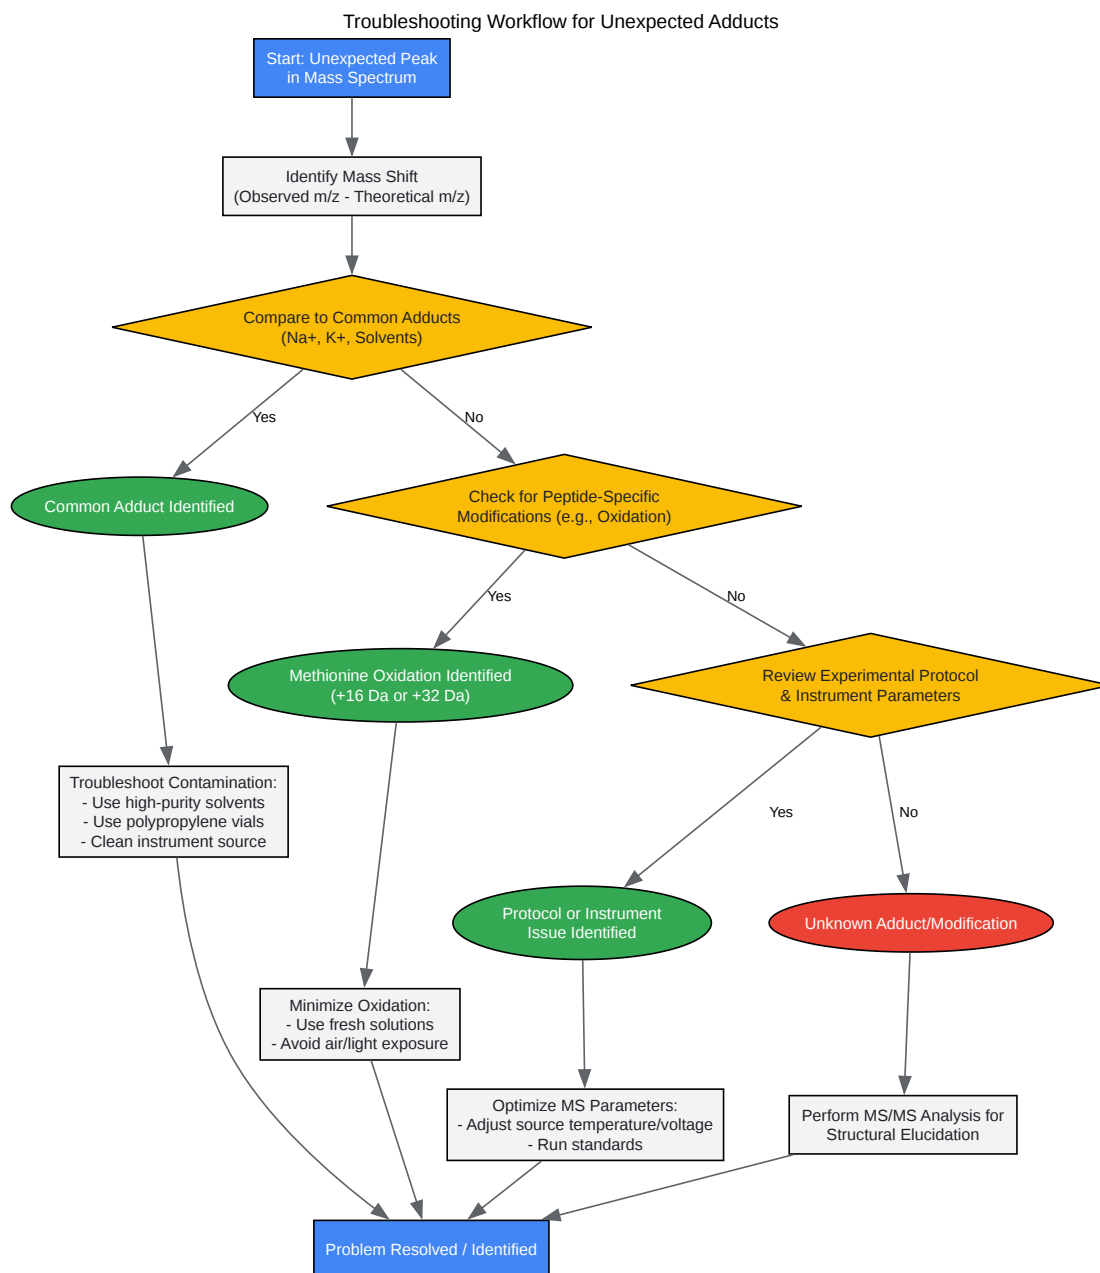 Troubleshooting Workflow for Unexpected Adducts
Start: Unexpected Peak
in Mass Spectrum
Identify Mass Shift
(Observed m/z - Theoretical m/z)
Compare to Common Adducts
(Na+, K+, Solvents)
Yes
No
Common Adduct Identified
Check for Peptide-Specific
Modifications (e.g., Oxidation)
Yes
No
Methionine Oxidation Identified
(+16 Da or +32 Da)
Review Experimental Protocol
& Instrument Parameters
Troubleshoot Contamination:
- Use high-purity solvents
- Use polypropylene vials
- Clean instrument source
Yes
No
Protocol or Instrument
Issue Identified
Unknown Adduct/Modification
Minimize Oxidation:
- Use fresh solutions
- Avoid air/light exposure
Optimize MS Parameters:
- Adjust source temperature/voltage
- Run standards
Perform MS/MS Analysis for
Structural Elucidation
Problem Resolved / Identified